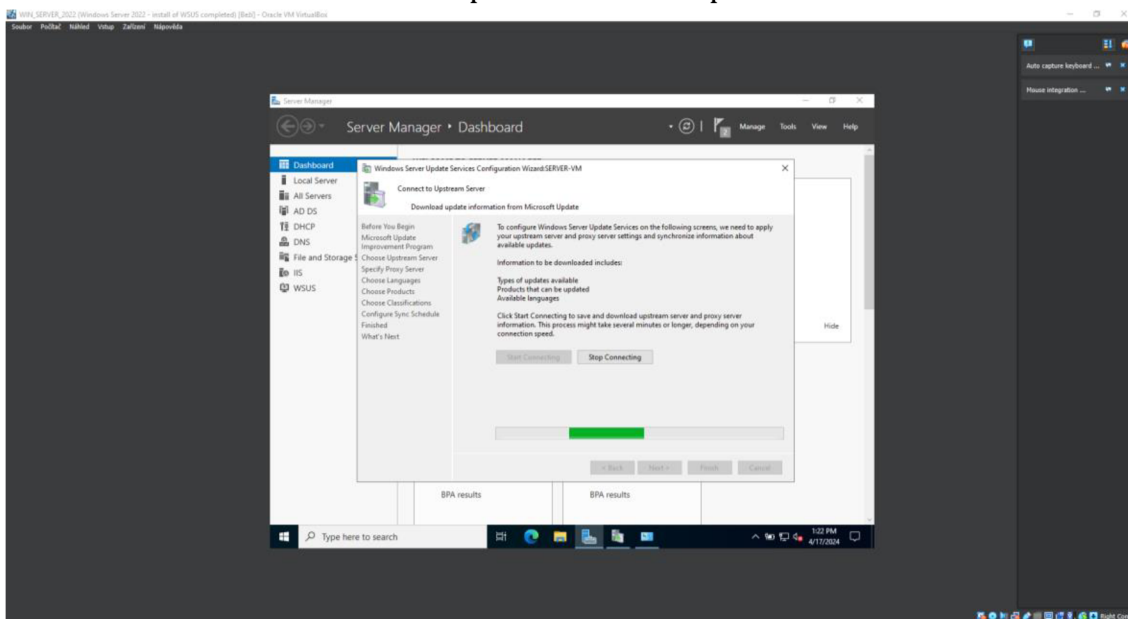 WIN_SERVER_2022 (Windows Server 2022 - install of WSUS completed) [Beží] - Oracle VM VirtualBox
Soubor Počítač Náhled Vstup Zařízení Nápověda
Auto capture keyboard ...
Mouse integration ...
Server Manager
Server Manager • Dashboard
2
Manage Tools View Help
Dashboard
Local Server
All Servers
AD DS
DHCP
DNS
File and Storage S
IIS
WSUS
Windows Server Update Services Configuration Wizard:SERVER-VM
Connect to Upstream Server
Download update information from Microsoft Update
Before You Begin
Microsoft Update
Improvement Program
Choose Upstream Server
Specify Proxy Server
Choose Languages
Choose Products
Choose Classifications
Configure Sync Schedule
Finished
What's Next
To configure Windows Server Update Services on the following screens, we need to apply
your upstream server and proxy server settings and synchronize information about
available updates.
Information to be downloaded includes:
Types of updates available
Products that can be updated
Available languages
Click Start Connecting to save and download upstream server and proxy server
information. This process might take several minutes or longer, depending on your
connection speed.
Start Connecting Stop Connecting
< Back Next > Finish Cancel
Hide
BPA results BPA results
Type here to search
1:22 PM
4/17/2024
Right Con